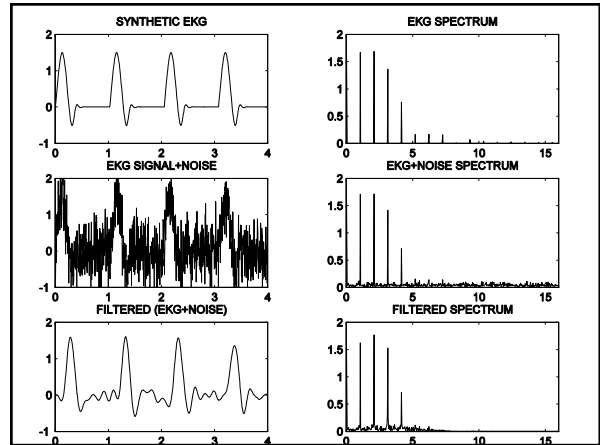 SYNTHETIC EKG
2
1
0
-1
0 1 2 3 4
EKG SPECTRUM
2
1.5
1
0.5
0
0 5 10 15
EKG SIGNAL+NOISE
2
1
0
-1
0 1 2 3 4
EKG+NOISE SPECTRUM
2
1.5
1
0.5
0
0 5 10 15
FILTERED (EKG+NOISE)
2
1
0
-1
0 1 2 3 4
FILTERED SPECTRUM
2
1.5
1
0.5
0
0 5 10 15